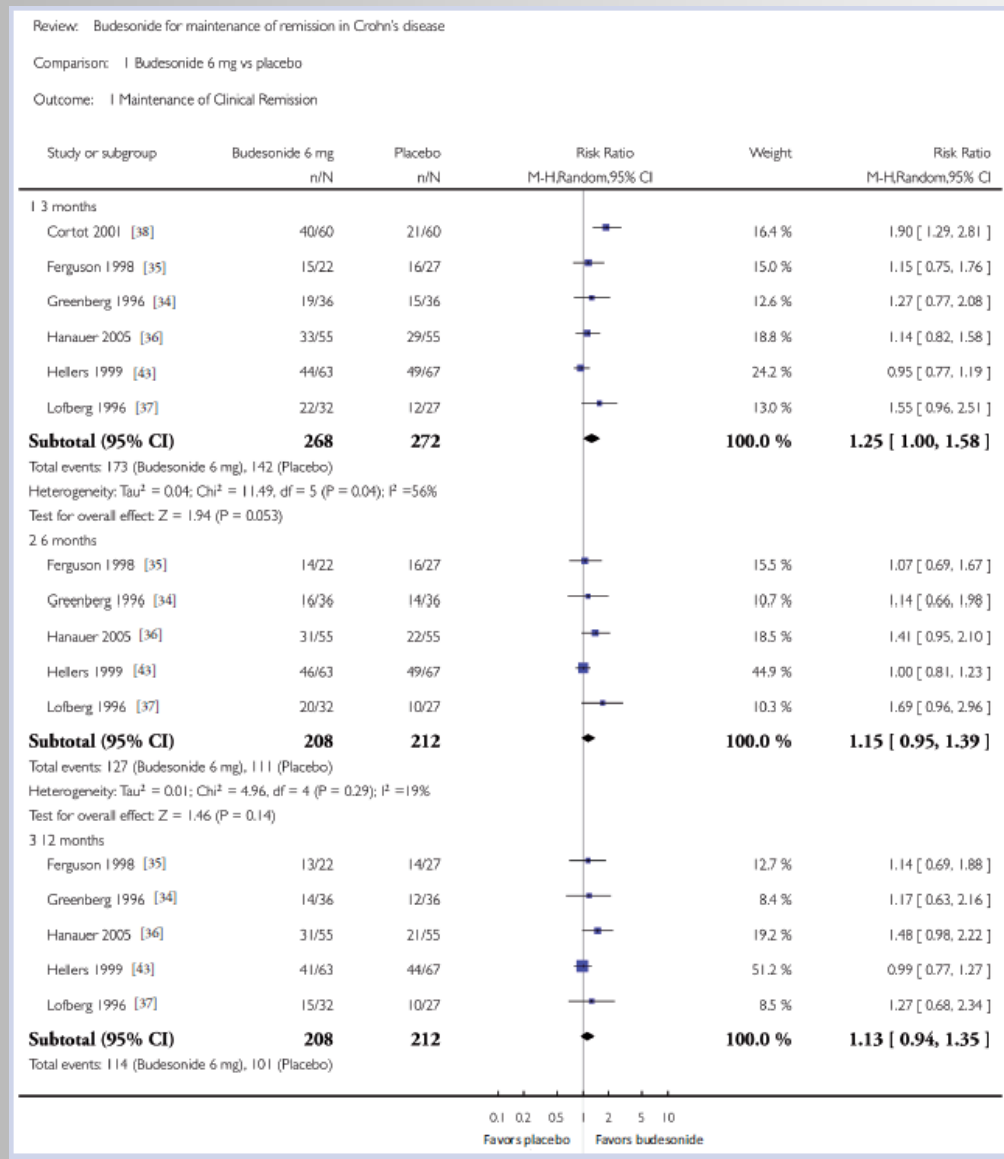 Review: Budesonide for maintenance of remission in Crohn's disease
Comparison: 1 Budesonide 6 mg vs placebo
Outcome: 1 Maintenance of Clinical Remission
Study or subgroup Budesonide 6 mg Placebo Risk Ratio Weight Risk Ratio
n/N n/N M-H,Random,95% CI M-H,Random,95% CI
1 3 months
Cortot 2001 [38] 40/60 21/60 16.4 % 1.90 [ 1.29, 2.81 ]
Ferguson 1998 [35] 15/22 16/27 15.0 % 1.15 [ 0.75, 1.76 ]
Greenberg 1996 [34] 19/36 15/36 12.6 % 1.27 [ 0.77, 2.08 ]
Hanauer 2005 [36] 33/55 29/55 18.8 % 1.14 [ 0.82, 1.58 ]
Hellers 1999 [43] 44/63 49/67 24.2 % 0.95 [ 0.77, 1.19 ]
Lofberg 1996 [37] 22/32 12/27 13.0 % 1.55 [ 0.96, 2.51 ]
Subtotal (95% CI) 268 272 100.0 % 1.25 [ 1.00, 1.58 ]
Total events: 173 (Budesonide 6 mg), 142 (Placebo)
Heterogeneity: Tau² = 0.04; Chi² = 11.49, df = 5 (P = 0.04); I² =56%
Test for overall effect: Z = 1.94 (P = 0.053)
2 6 months
Ferguson 1998 [35] 14/22 16/27 15.5 % 1.07 [ 0.69, 1.67 ]
Greenberg 1996 [34] 16/36 14/36 10.7 % 1.14 [ 0.66, 1.98 ]
Hanauer 2005 [36] 31/55 22/55 18.5 % 1.41 [ 0.95, 2.10 ]
Hellers 1999 [43] 46/63 49/67 44.9 % 1.00 [ 0.81, 1.23 ]
Lofberg 1996 [37] 20/32 10/27 10.3 % 1.69 [ 0.96, 2.96 ]
Subtotal (95% CI) 208 212 100.0 % 1.15 [ 0.95, 1.39 ]
Total events: 127 (Budesonide 6 mg), 111 (Placebo)
Heterogeneity: Tau² = 0.01; Chi² = 4.96, df = 4 (P = 0.29); I² =19%
Test for overall effect: Z = 1.46 (P = 0.14)
3 12 months
Ferguson 1998 [35] 13/22 14/27 12.7 % 1.14 [ 0.69, 1.88 ]
Greenberg 1996 [34] 14/36 12/36 8.4 % 1.17 [ 0.63, 2.16 ]
Hanauer 2005 [36] 31/55 21/55 19.2 % 1.48 [ 0.98, 2.22 ]
Hellers 1999 [43] 41/63 44/67 51.2 % 0.99 [ 0.77, 1.27 ]
Lofberg 1996 [37] 15/32 10/27 8.5 % 1.27 [ 0.68, 2.34 ]
Subtotal (95% CI) 208 212 100.0 % 1.13 [ 0.94, 1.35 ]
Total events: 114 (Budesonide 6 mg), 101 (Placebo)
0.1 0.2 0.5 1 2 5 10
Favors placebo Favors budesonide